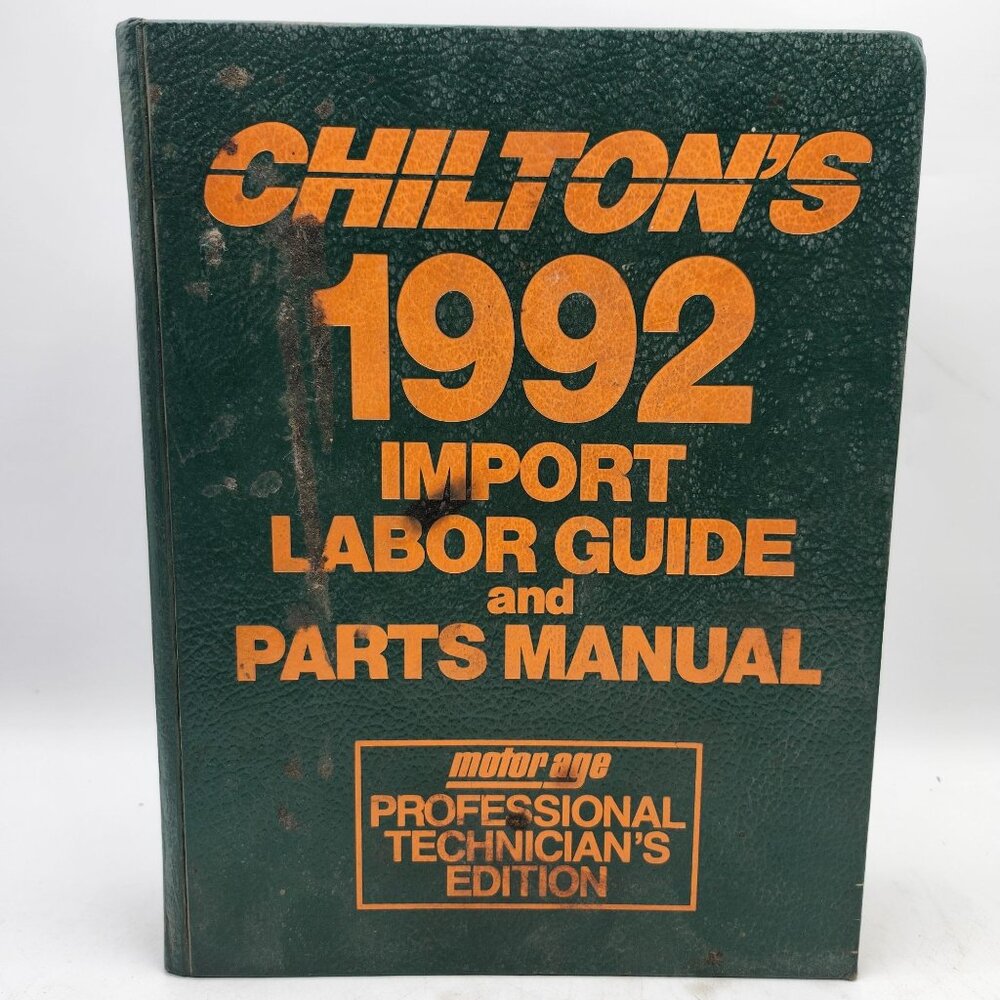 CHILTON'S
1992
IMPORT
LABOR GUIDE
and
PARTS MANUAL
motor age
PROFESSIONAL
TECHNICIAN'S
EDITION